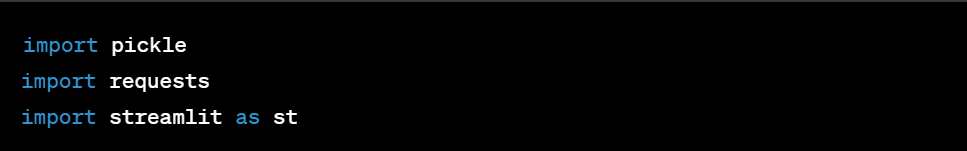 import pickle
import requests
import streamlit as st